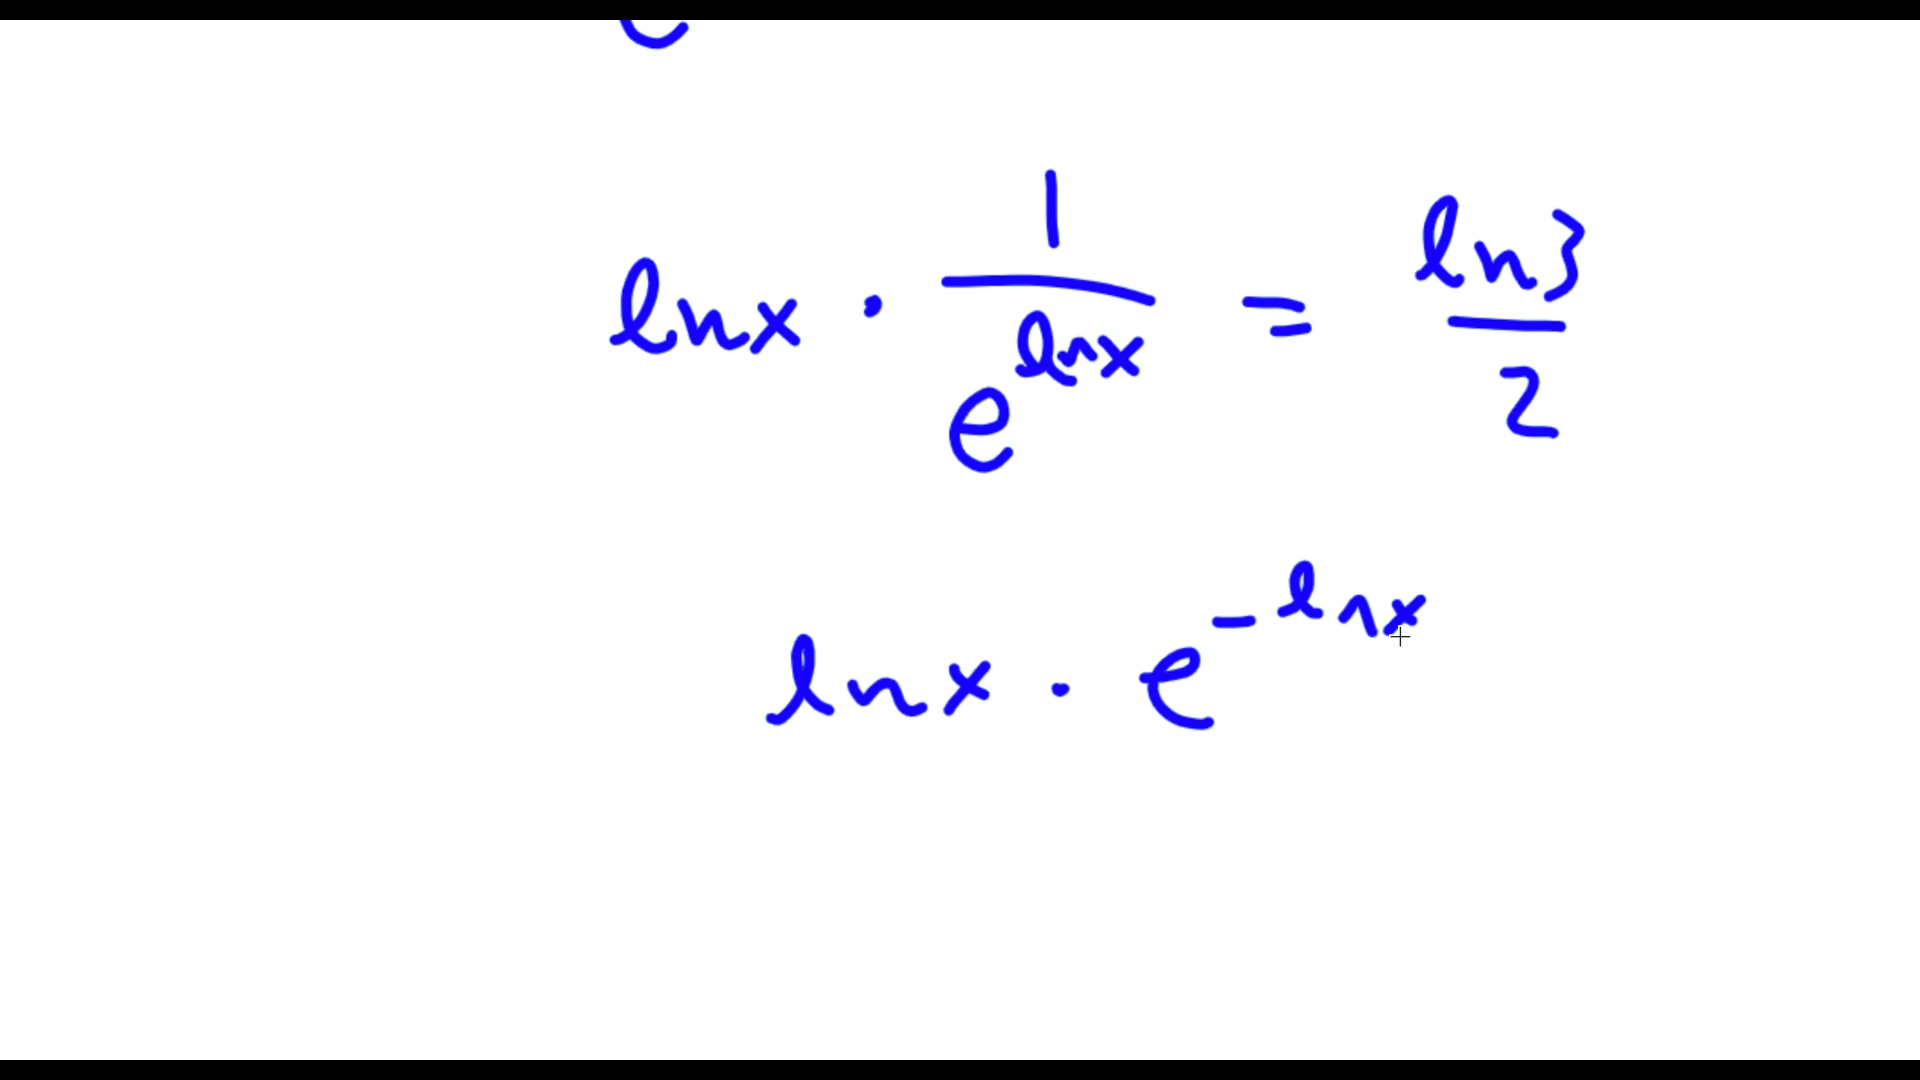 ln x · 1/e^(ln x) = ln 3/2
ln x · e^(- ln x)